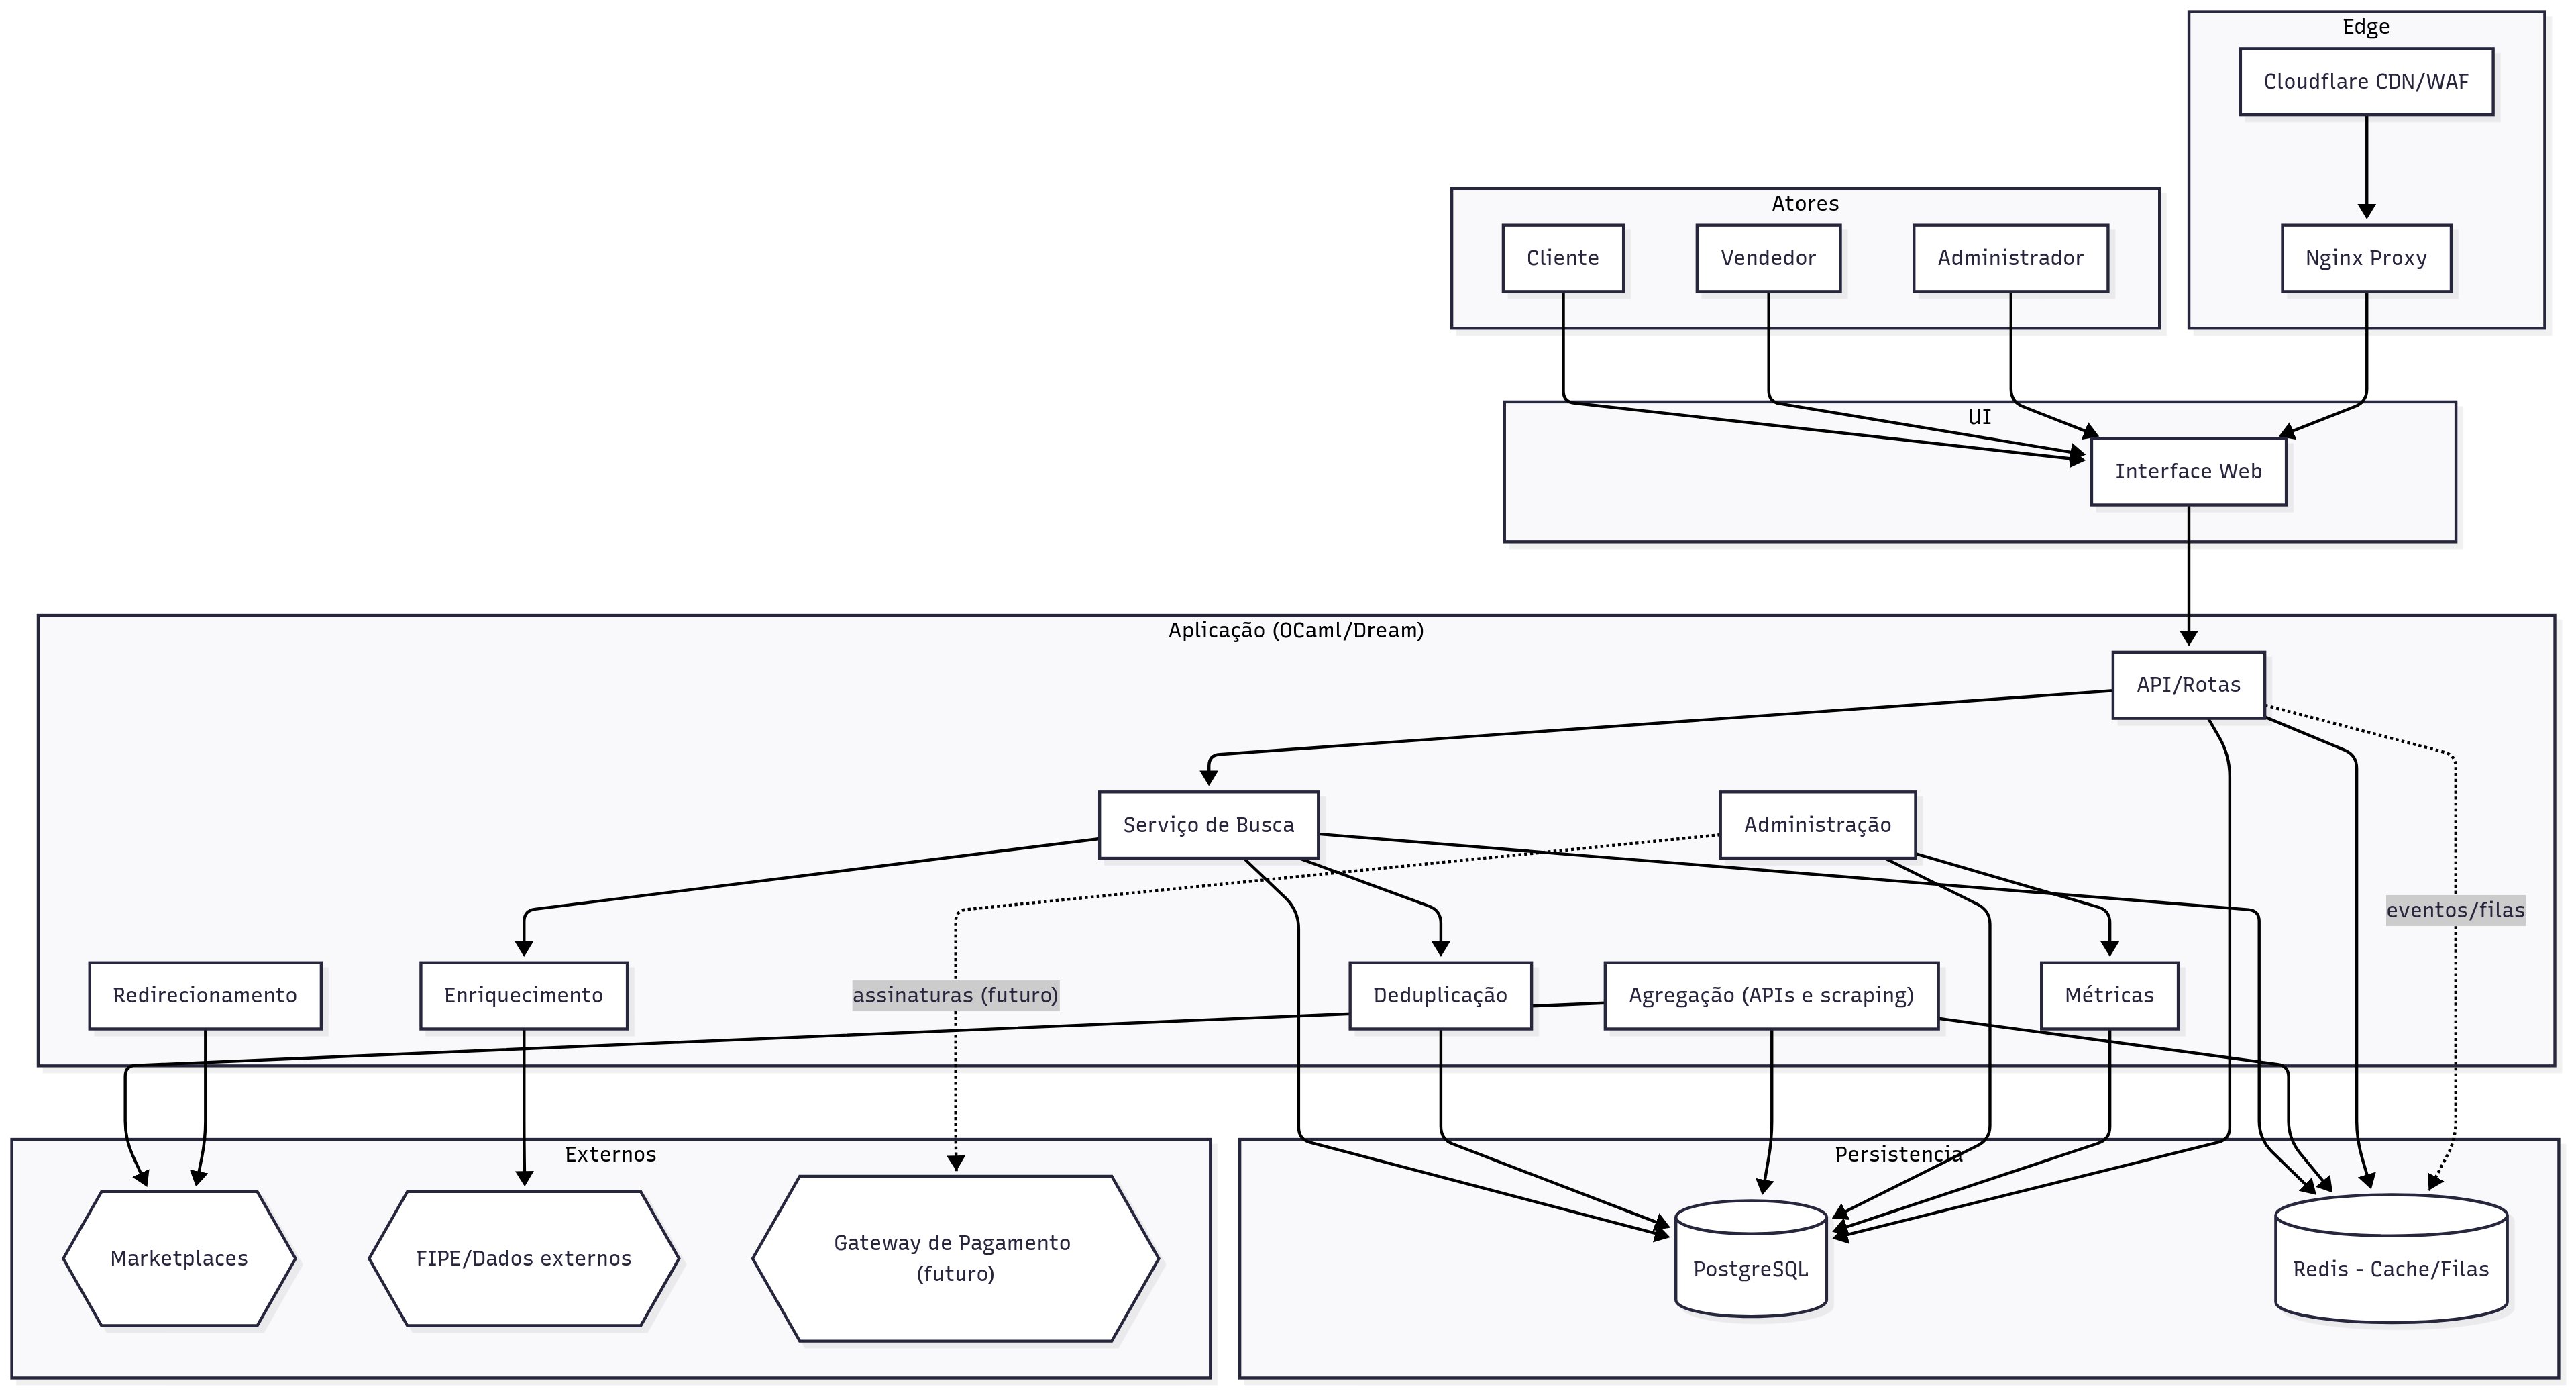 Edge
Cloudflare CDN/WAF
Atores
Cliente
Vendedor
Administrador
Nginx Proxy
UI
Interface Web
Aplicação (OCaml/Dream)
API/Rotas
Serviço de Busca
Administração
eventos/filas
Redirecionamento
Enriquecimento
assinaturas (futuro)
Deduplicação
Agregação (APIs e scraping)
Métricas
Externos
Persistencia
Marketplaces
FIPE/Dados externos
Gateway de Pagamento
(futuro)
PostgreSQL
Redis - Cache/Filas